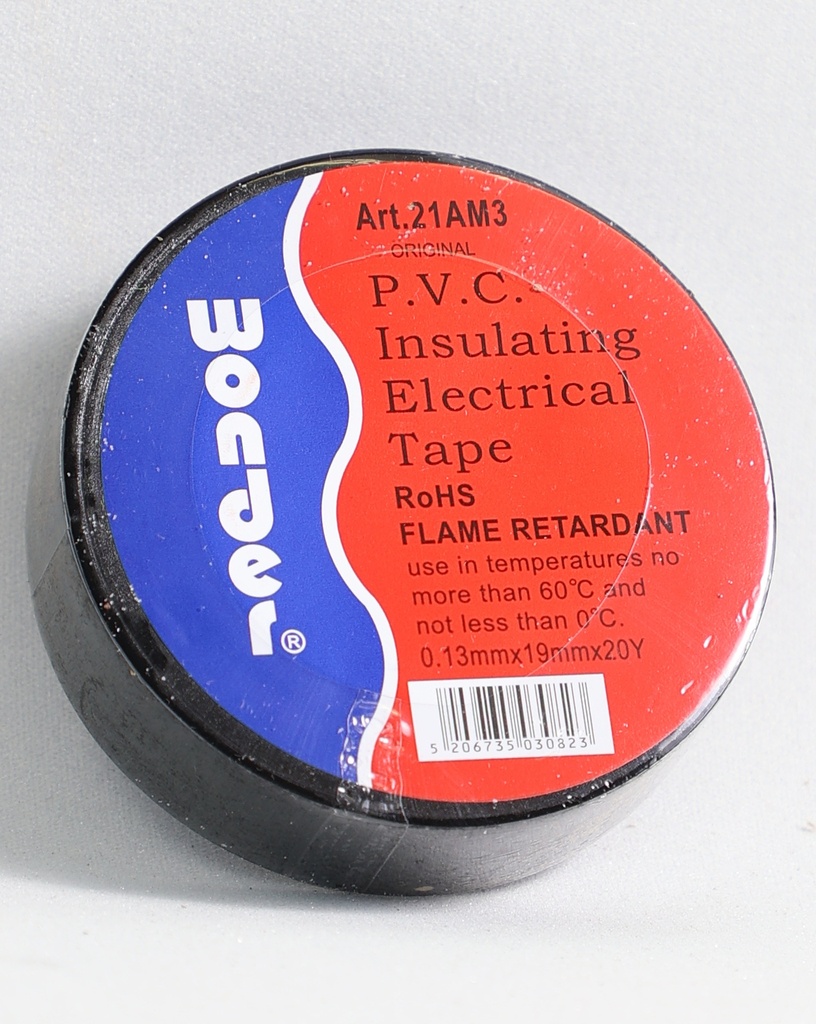 Wonder®
Art.21AM3
ORIGINAL
P.V.C.
Insulating
Electrical
Tape
RoHS
FLAME RETARDANT
use in temperatures no
more than 60°C and
not less than 0°C.
0.13mmx19mmx20Y
5 206735 030823